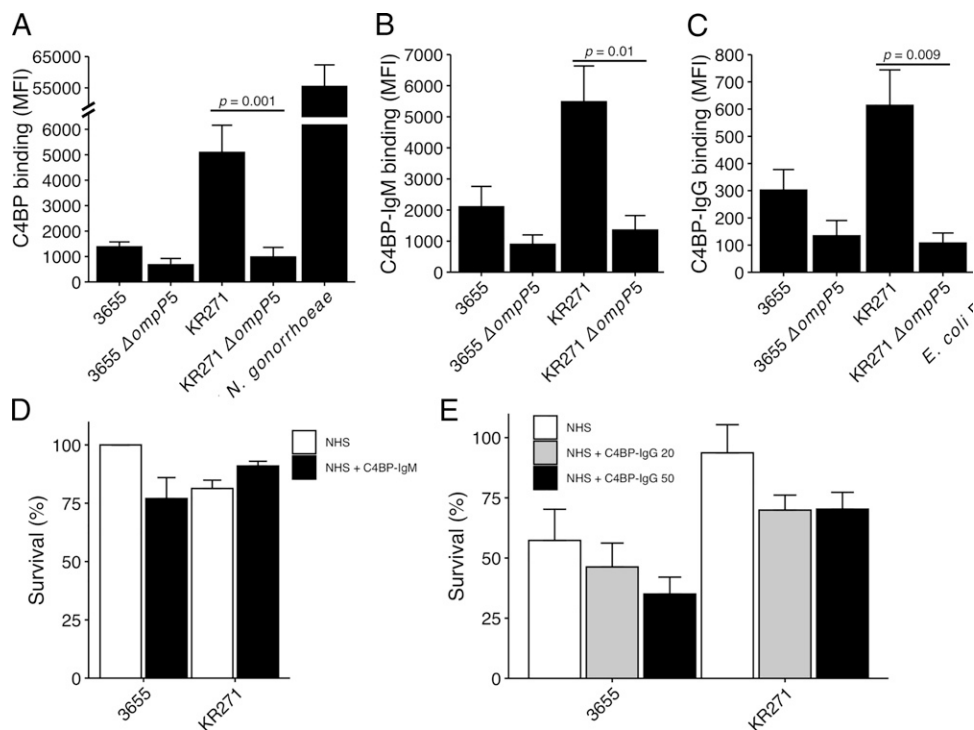 A
C4BP binding (MFI)
65000
55000
6000
5000
4000
3000
2000
1000
0
p = 0.001
3655
3655 ΔompP5
KR271
KR271 ΔompP5
N. gonorrhoeae
B
C4BP-IgM binding (MFI)
7000
6000
5000
4000
3000
2000
1000
0
p = 0.01
3655
3655 ΔompP5
KR271
KR271 ΔompP5
C
C4BP-IgG binding (MFI)
800
700
600
500
400
300
200
100
0
p = 0.009
3655
3655 ΔompP5
KR271
KR271 ΔompP5
E. coli
D
Survival (%)
100
75
50
25
0
NHS
NHS + C4BP-IgM
3655
KR271
E
Survival (%)
100
75
50
25
0
NHS
NHS + C4BP-IgG 20
NHS + C4BP-IgG 50
3655
KR271